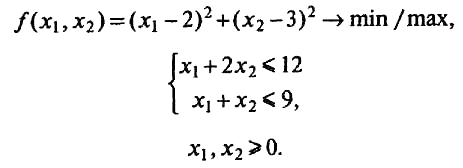 f(x₁, x₂) = (x₁ − 2)² + (x₂ − 3)² → min / max,
{x₁ + 2x₂ ⩽ 12
x₁ + x₂ ⩽ 9,
x₁, x₂ ⩾ 0.